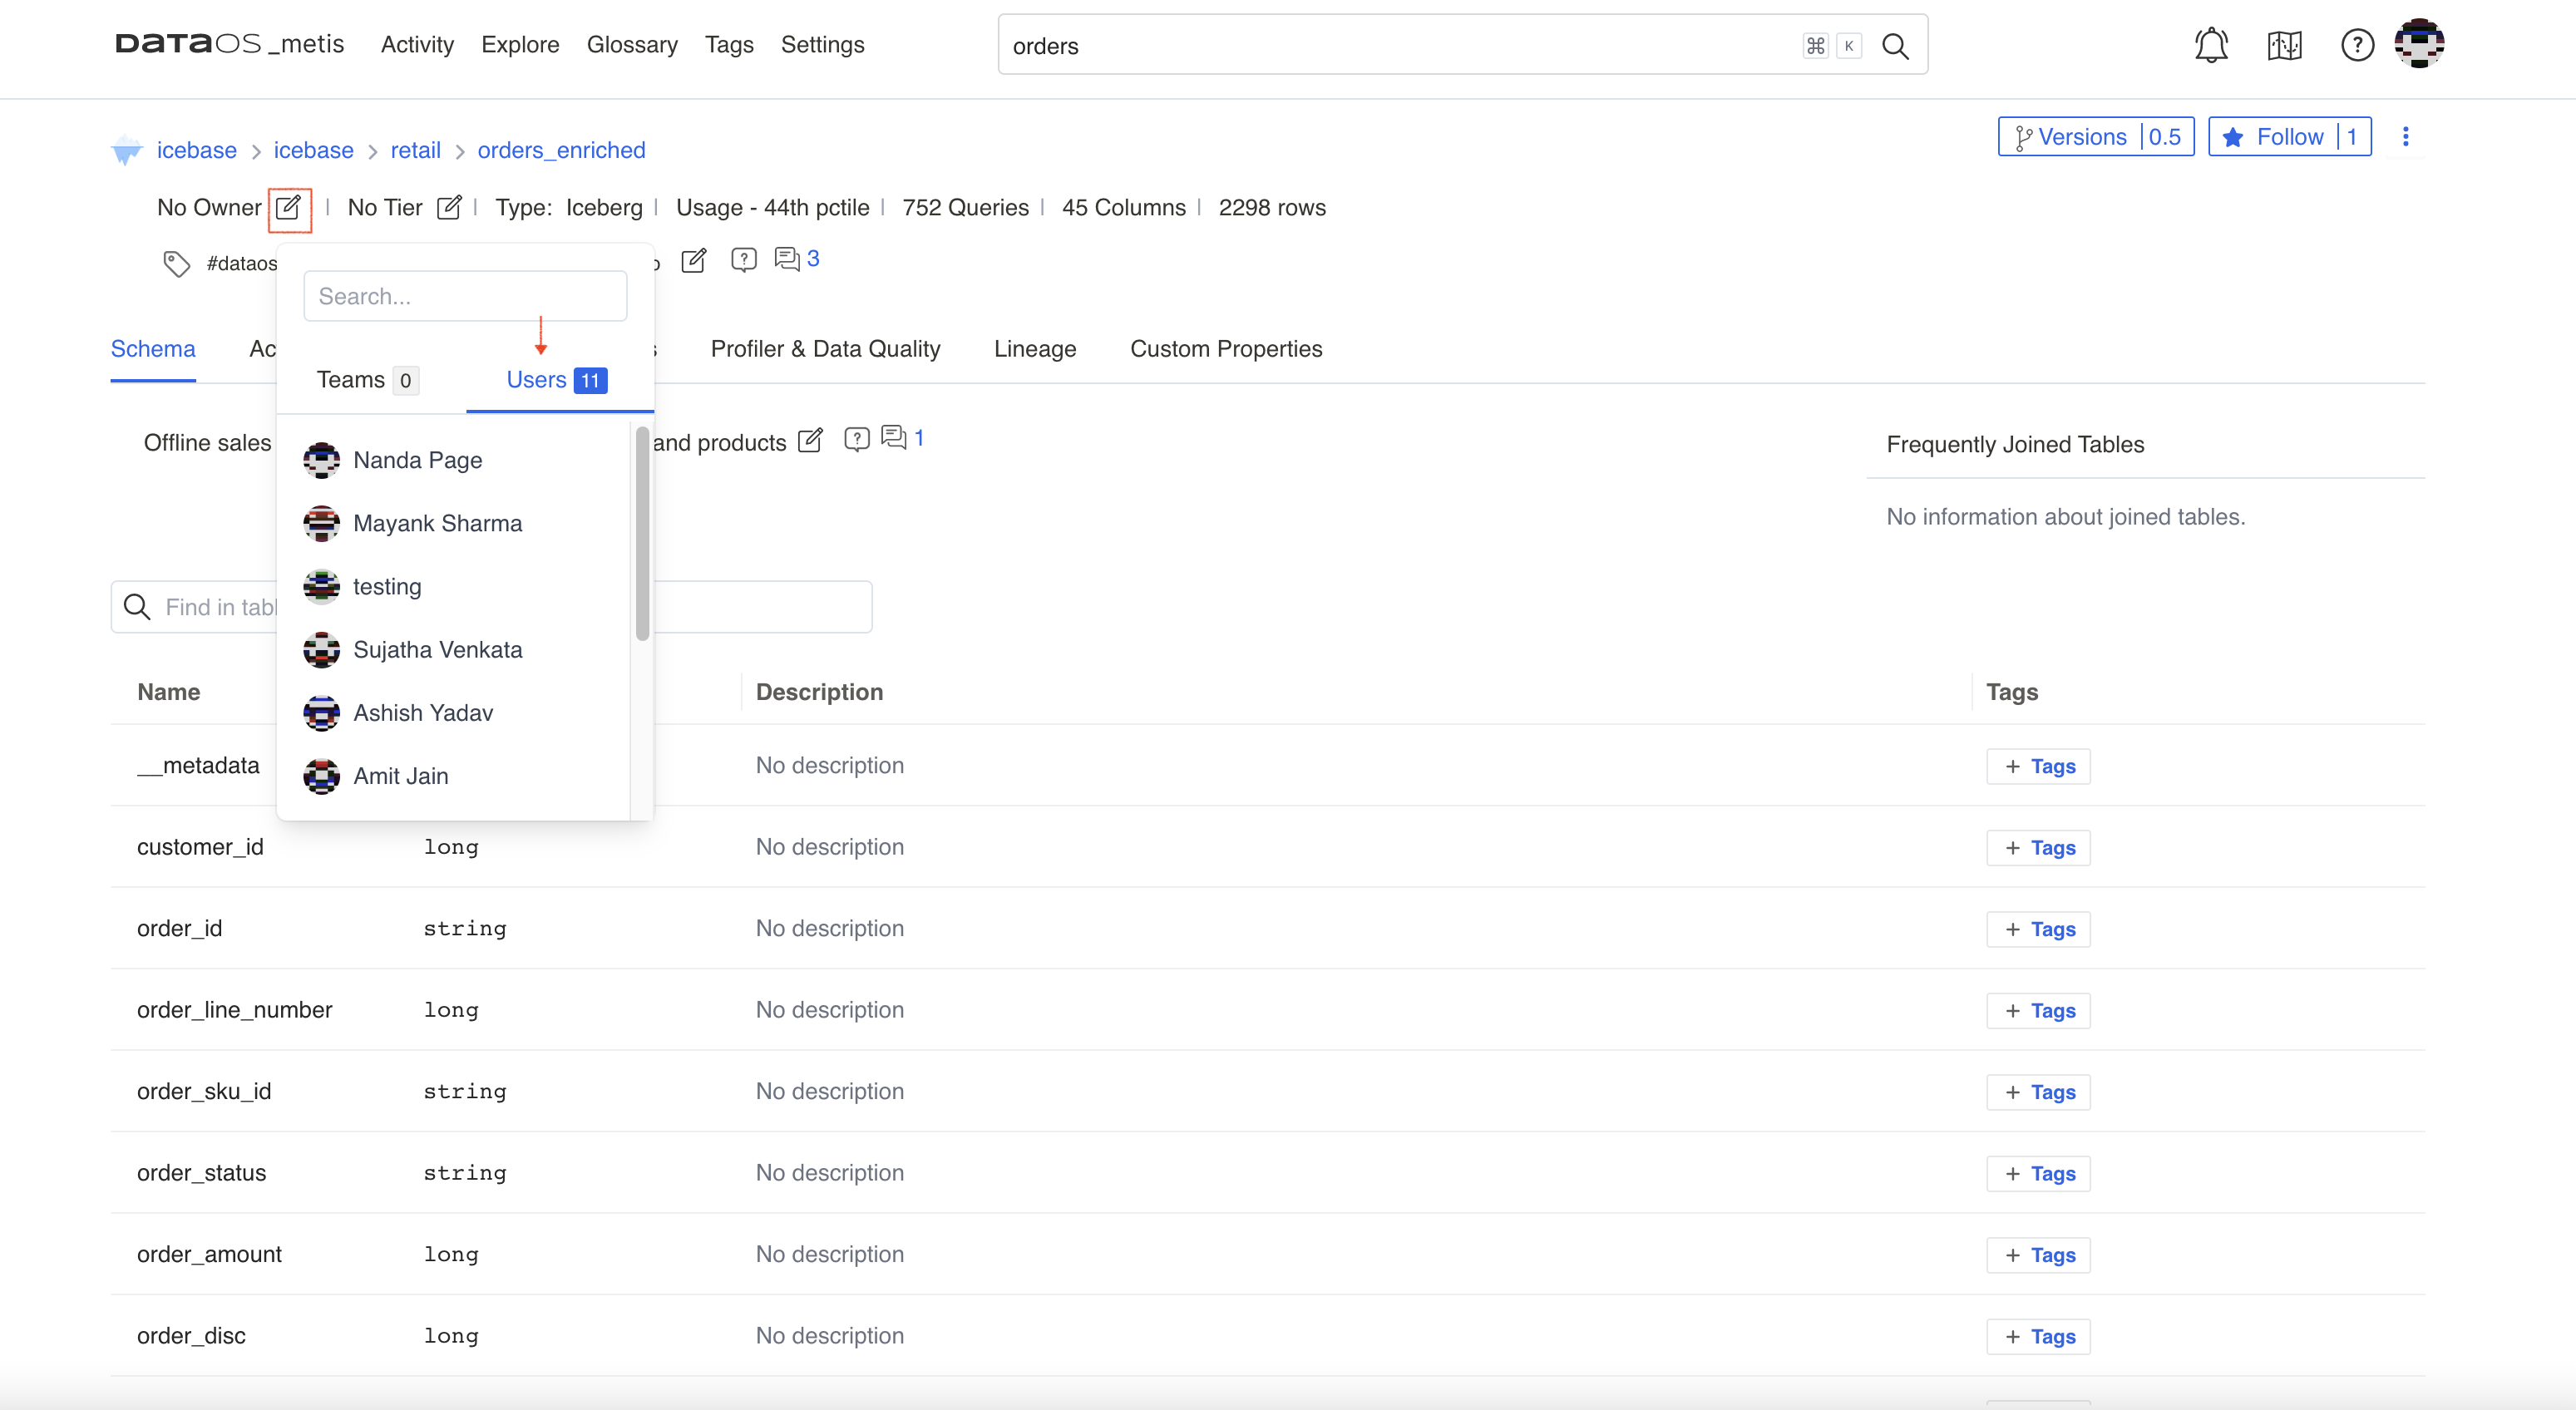 DATAOS _metis Activity Explore Glossary Tags Settings orders ⌘ K
icebase > icebase > retail > orders_enriched Versions | 0.5 Follow | 1
No Owner | No Tier | Type: Iceberg | Usage - 44th pctile | 752 Queries | 45 Columns | 2298 rows
#dataos 3
Search...
Schema Profiler & Data Quality Lineage Custom Properties
Teams 0 Users 11
Offline sales and products 1
Frequently Joined Tables
No information about joined tables.
Nanda Page
Mayank Sharma
testing
Sujatha Venkata
Ashish Yadav
Amit Jain
Find in
Name Description Tags
__metadata No description + Tags
customer_id long No description + Tags
order_id string No description + Tags
order_line_number long No description + Tags
order_sku_id string No description + Tags
order_status string No description + Tags
order_amount long No description + Tags
order_disc long No description + Tags